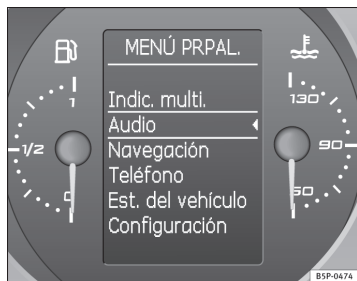 MENÚ PRPAL.
Indic. multi.
Audio
Navegación
Teléfono
Est. del vehículo
Configuración
1
1/2
0
130
90
50
B5P-0474